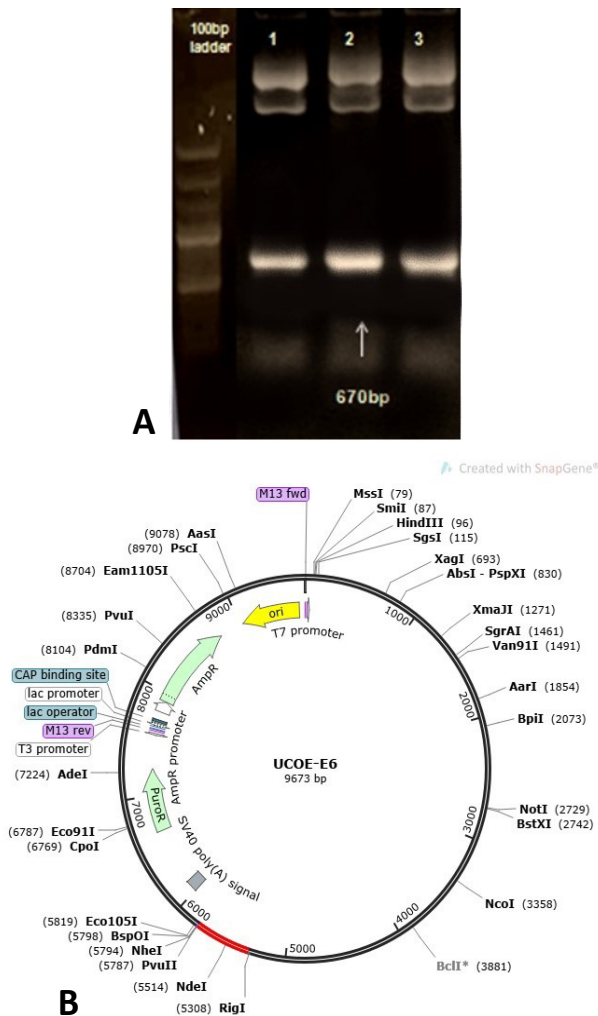 100bp
ladder
1
2
3
670bp
A
Created with SnapGene®
M13 fwd
MssI (79)
SmiI (87)
HindIII (96)
SgsI (115)
XagI (693)
AbsI - PspXI (830)
XmaJI (1271)
SgrAI (1461)
Van91I (1491)
AarI (1854)
BpiI (2073)
NotI (2729)
BstXI (2742)
NcoI (3358)
BclI* (3881)
(9078) AasI
(8970) PscI
(8704) Eam1105I
(8335) PvuI
(8104) PdmI
CAP binding site
lac promoter
lac operator
M13 rev
T3 promoter
(7224) AdeI
(6787) Eco91I
(6769) CpoI
(5819) Eco105I
(5798) BspOI
(5794) NheI
(5787) PvuII
(5514) NdeI
(5308) RigI
ori
T7 promoter
AmpR
AmpR promoter
PuroR
SV40 poly(A) signal
UCOE-E6
9673 bp
1000
2000
3000
4000
5000
6000
7000
8000
9000
B